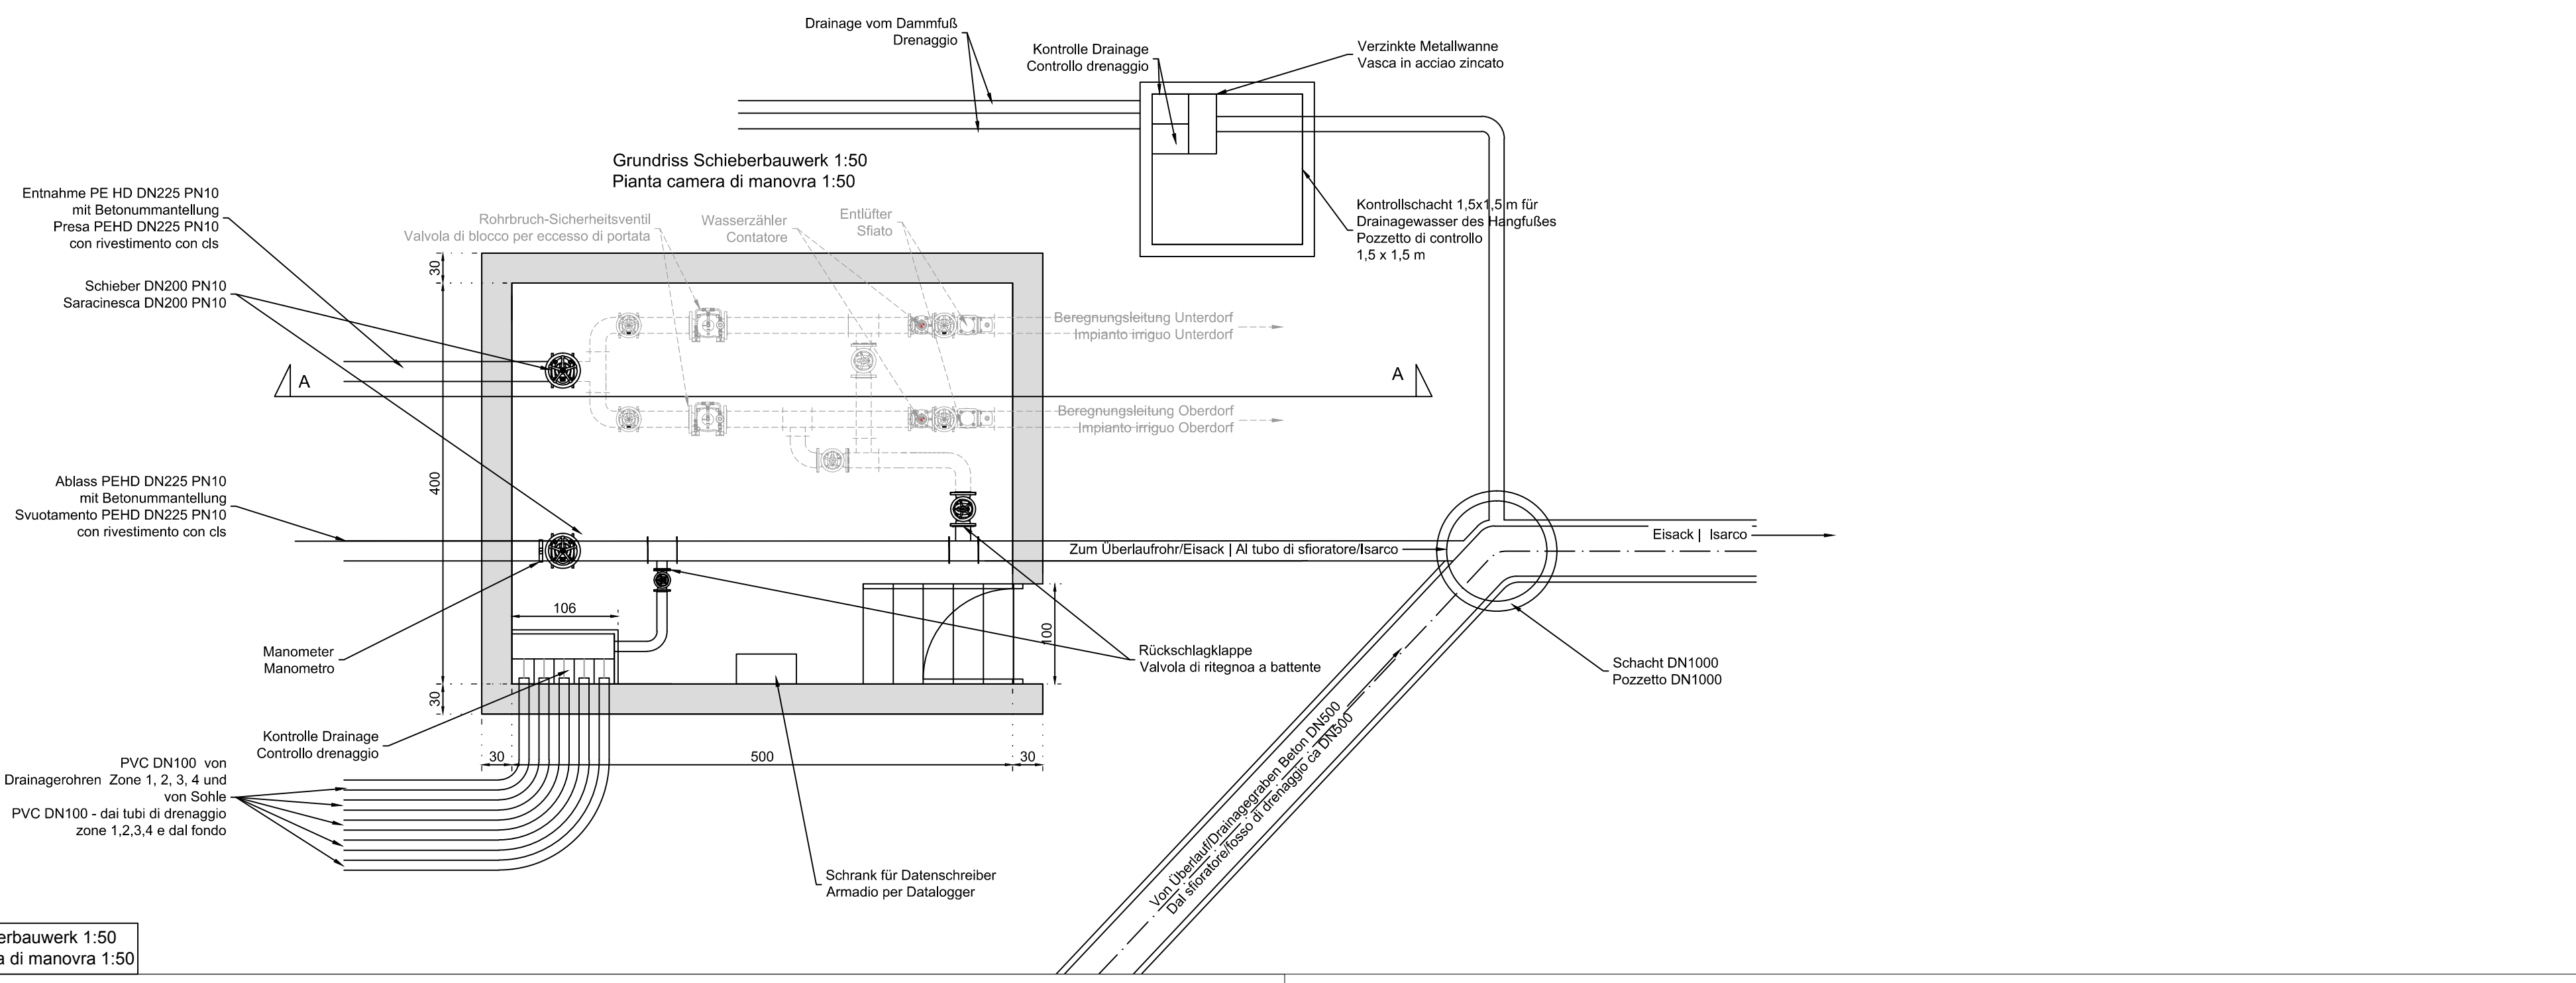 Drainage vom Dammfuß
Drenaggio
Kontrolle Drainage
Controllo drenaggio
Verzinkte Metallwanne
Vasca in acciao zincato
Grundriss Schieberbauwerk 1:50
Pianta camera di manovra 1:50
Entnahme PE HD DN225 PN10
mit Betonummantellung
Presa PEHD DN225 PN10
con rivestimento con cls
Kontrollschacht 1,5x1,5 m für
Drainagewasser des Hangfußes
Pozzetto di controllo
1,5 x 1,5 m
Rohrbruch-Sicherheitsventil
Valvola di blocco per eccesso di portata
Wasserzähler
Contatore
Entlüfter
Sfiato
30
Schieber DN200 PN10
Saracinesca DN200 PN10
Beregnungsleitung Unterdorf
Impianto irriguo Unterdorf
A
A
Beregnungsleitung Oberdorf
Impianto irriguo Oberdorf
400
Ablass PEHD DN225 PN10
mit Betonummantellung
Svuotamento PEHD DN225 PN10
con rivestimento con cls
Zum Überlaufrohr/Eisack | Al tubo di sfioratore/Isarco
Eisack | Isarco
106
100
Manometer
Manometro
Rückschlagklappe
Valvola di ritegnoa a battente
Schacht DN1000
Pozzetto DN1000
30
Kontrolle Drainage
Controllo drenaggio
30
500
30
PVC DN100 von
Drainagerohren Zone 1, 2, 3, 4 und
von Sohle
PVC DN100 - dai tubi di drenaggio
zone 1,2,3,4 e dal fondo
Von Überlauf/Drainagegraben Beton DN500
Dal sfioratore/fosso di drenaggio ca DN500
Schrank für Datenschreiber
Armadio per Datalogger
erbauwerk 1:50
a di manovra 1:50